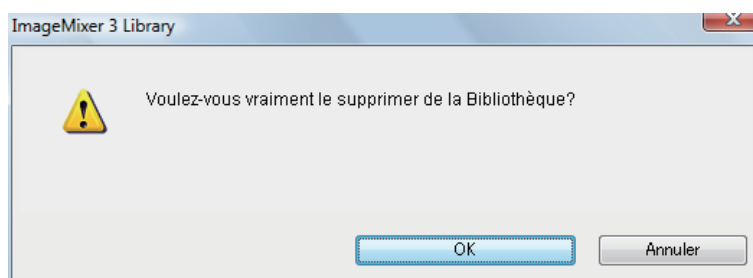 ImageMixer 3 Library
Voulez-vous vraiment le supprimer de la Bibliothèque?
OK
Annuler